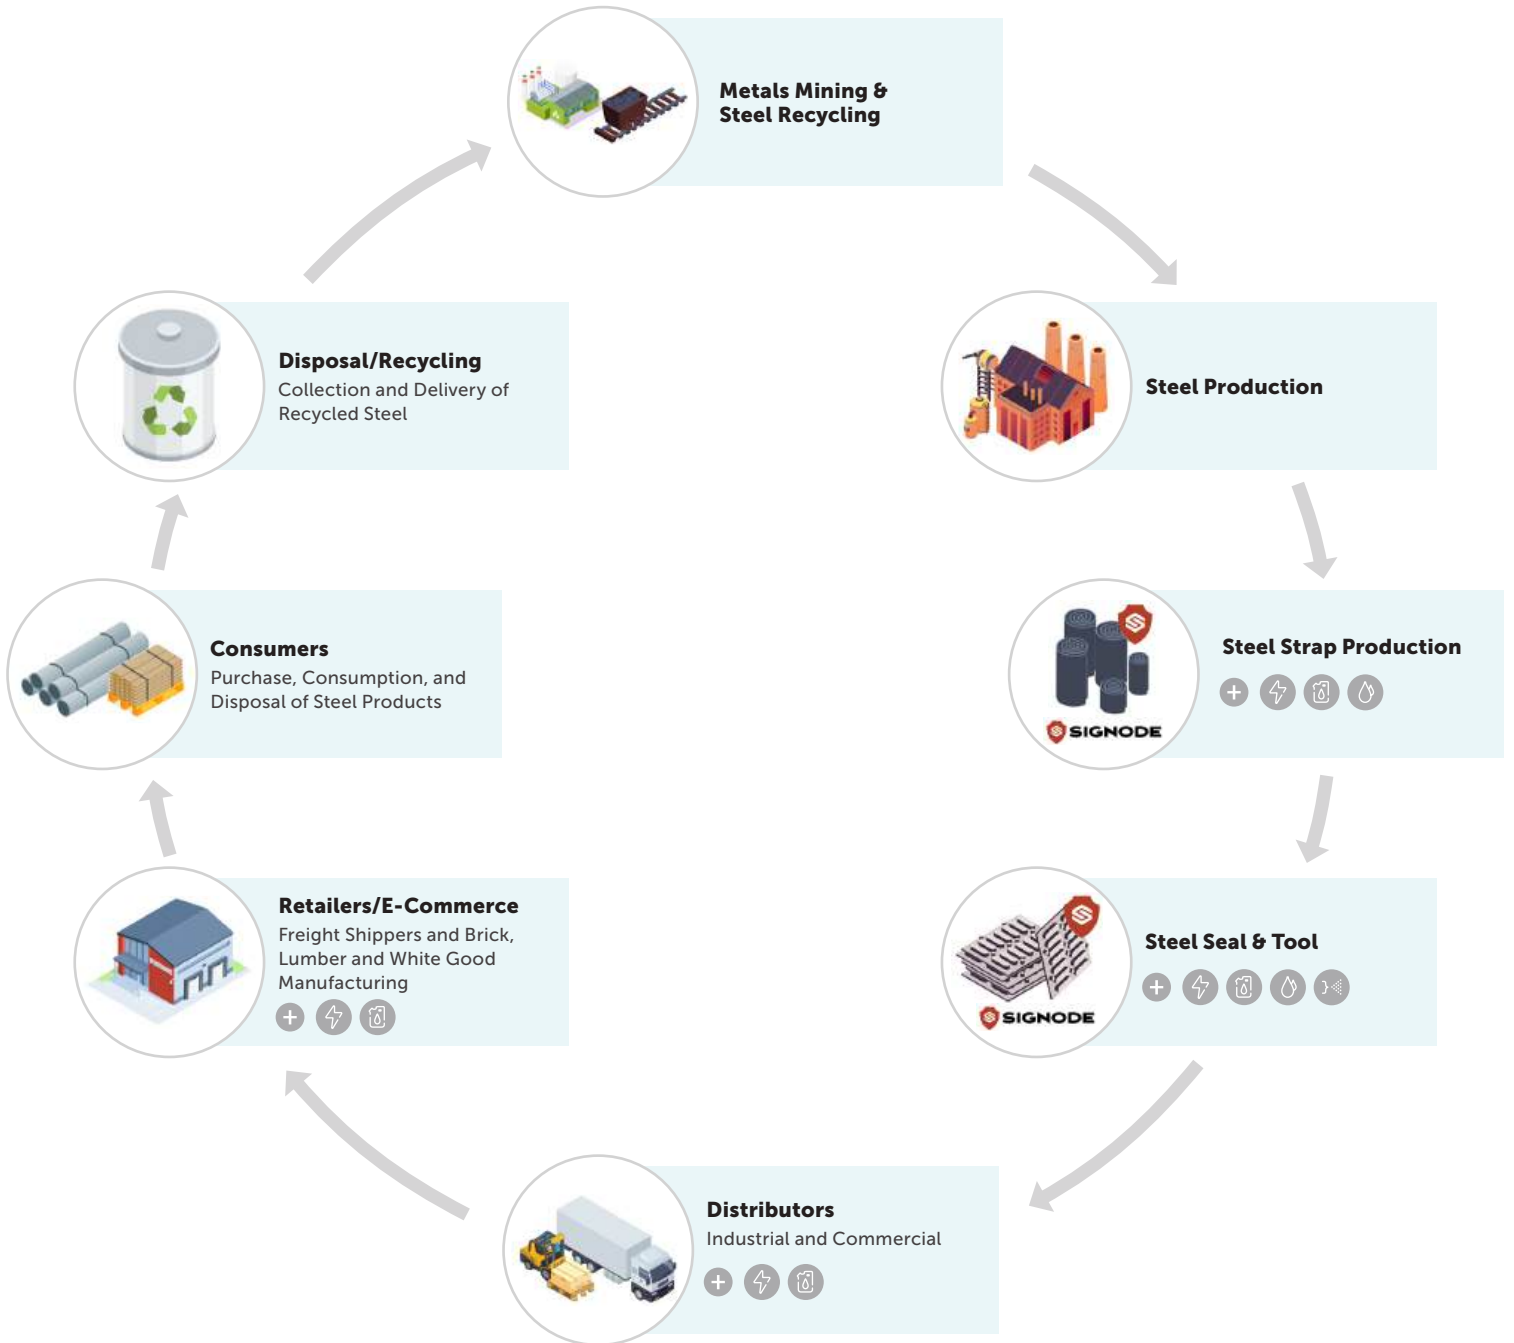 Metals Mining &
Steel Recycling
Steel Production
Steel Strap Production
SIGNODE
Steel Seal & Tool
SIGNODE
Distributors
Industrial and Commercial
Retailers/E-Commerce
Freight Shippers and Brick,
Lumber and White Good
Manufacturing
Consumers
Purchase, Consumption, and
Disposal of Steel Products
Disposal/Recycling
Collection and Delivery of
Recycled Steel